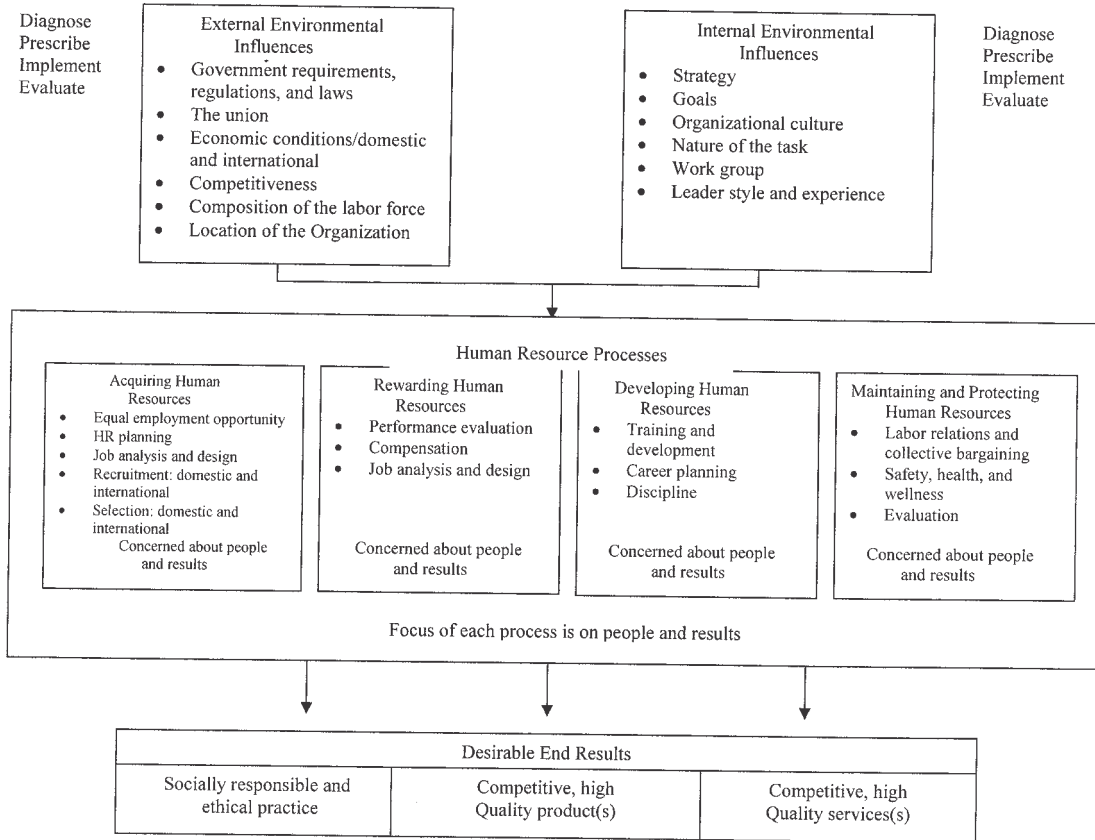 Diagnose
Prescribe
Implement
Evaluate
External Environmental
Influences
• Government requirements,
regulations, and laws
• The union
• Economic conditions/domestic
and international
• Competitiveness
• Composition of the labor force
• Location of the Organization
Internal Environmental
Influences
• Strategy
• Goals
• Organizational culture
• Nature of the task
• Work group
• Leader style and experience
Diagnose
Prescribe
Implement
Evaluate
Human Resource Processes
Acquiring Human
Resources
• Equal employment opportunity
• HR planning
• Job analysis and design
• Recruitment: domestic and
international
• Selection: domestic and
international
Concerned about people
and results
Rewarding Human
Resources
• Performance evaluation
• Compensation
• Job analysis and design
Concerned about people
and results
Developing Human
Resources
• Training and
development
• Career planning
• Discipline
Concerned about people
and results
Maintaining and Protecting
Human Resources
• Labor relations and
collective bargaining
• Safety, health, and
wellness
• Evaluation
Concerned about people
and results
Focus of each process is on people and results
Desirable End Results
Socially responsible and
ethical practice
Competitive, high
Quality product(s)
Competitive, high
Quality services(s)